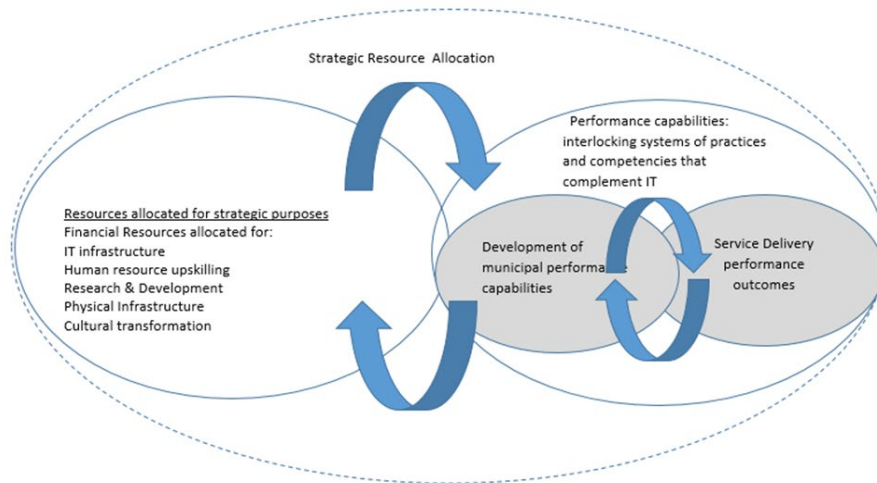 Strategic Resource Allocation
Performance capabilities:
interlocking systems of practices
and competencies that
complement IT
Resources allocated for strategic purposes
Financial Resources allocated for:
IT infrastructure
Human resource upskilling
Research & Development
Physical Infrastructure
Cultural transformation
Development of
municipal performance
capabilities
Service Delivery
performance
outcomes